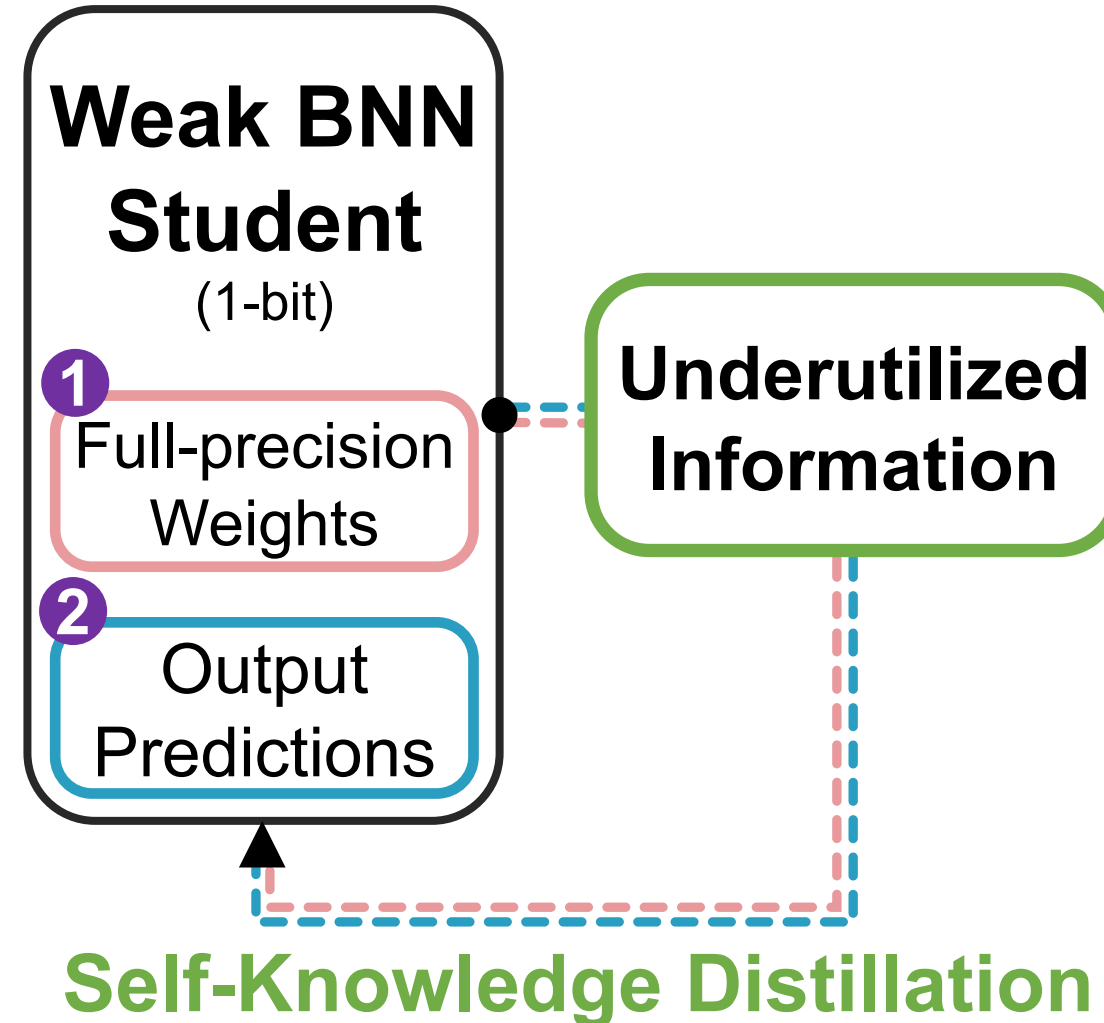 Weak BNN
Student
(1-bit)
1
Full-precision
Weights
2
Output
Predictions
Underutilized
Information
Self-Knowledge Distillation